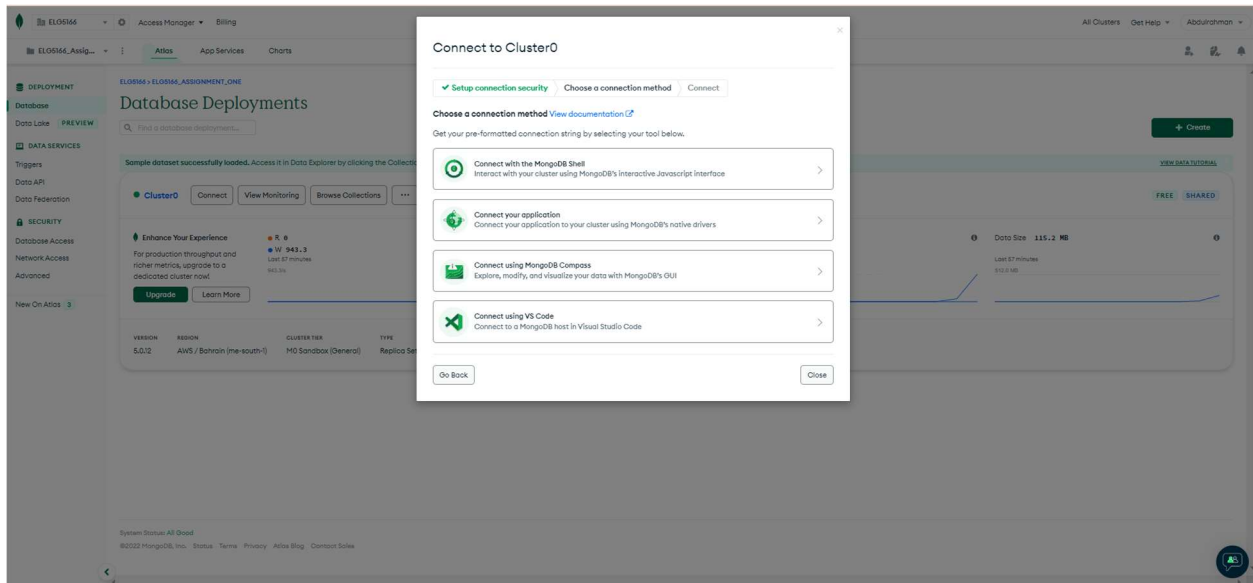 ELG5166
Access Manager
Billing
All Clusters
Get Help
Abdulrahman
ELG5166_Assig...
Atlas
App Services
Charts
DEPLOYMENT
Database
Data Lake PREVIEW
DATA SERVICES
Triggers
Data API
Data Federation
SECURITY
Database Access
Network Access
Advanced
New On Atlas 3
ELG5166 > ELG5166_ASSIGNMENT_ONE
Database Deployments
Find a database deployment...
+ Create
Sample dataset successfully loaded. Access it in Data Explorer by clicking the Collectio
VIEW DATA TUTORIAL
Cluster0
Connect
View Monitoring
Browse Collections
...
FREE SHARED
Enhance Your Experience
For production throughput and
richer metrics, upgrade to a
dedicated cluster now!
Upgrade
Learn More
R 0
W 943.3
Last 57 minutes
943.3/s
Data Size 115.2 MB
Last 57 minutes
512.0 MB
VERSION
5.0.12
REGION
AWS / Bahrain (me-south-1)
CLUSTER TIER
M0 Sandbox (General)
TYPE
Replica Set
Connect to Cluster0
Setup connection security
Choose a connection method
Connect
Choose a connection method View documentation
Get your pre-formatted connection string by selecting your tool below.
Connect with the MongoDB Shell
Interact with your cluster using MongoDB's interactive Javascript interface
Connect your application
Connect your application to your cluster using MongoDB's native drivers
Connect using MongoDB Compass
Explore, modify, and visualize your data with MongoDB's GUI
Connect using VS Code
Connect to a MongoDB host in Visual Studio Code
Go Back
Close
System Status: All Good
©2022 MongoDB, Inc. Status Terms Privacy Atlas Blog Contact Sales